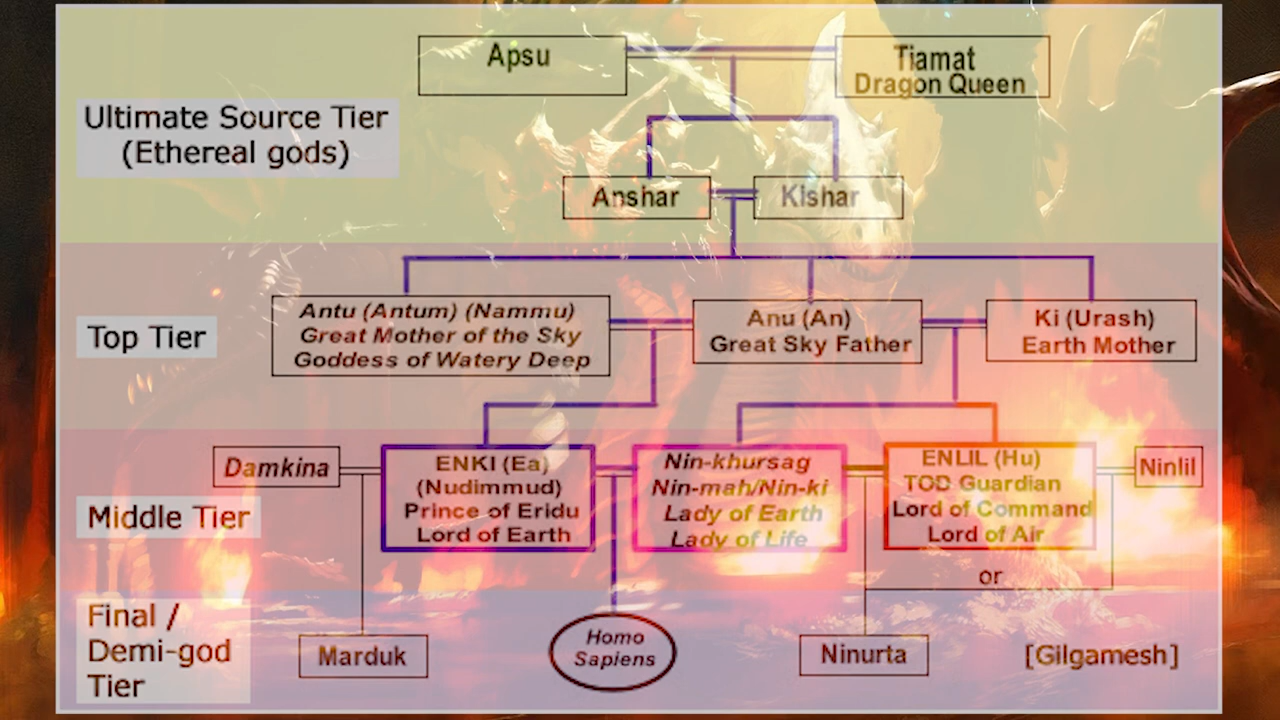 Apsu
Tiamat
Dragon Queen
Ultimate Source Tier
(Ethereal gods)
Anshar
Kishar
Antu (Antum) (Nammu)
Great Mother of the Sky
Goddess of Watery Deep
Anu (An)
Great Sky Father
Ki (Urash)
Earth Mother
Top Tier
Damkina
ENKI (Ea)
(Nudimmud)
Prince of Eridu
Lord of Earth
Nin-khursag
Nin-mah/Nin-ki
Lady of Earth
Lady of Life
ENLIL (Hu)
TOD Guardian
Lord of Command
Lord of Air
Ninlil
Middle Tier
or
Final /
Demi-god
Tier
Marduk
Homo
Sapiens
Ninurta
[Gilgamesh]